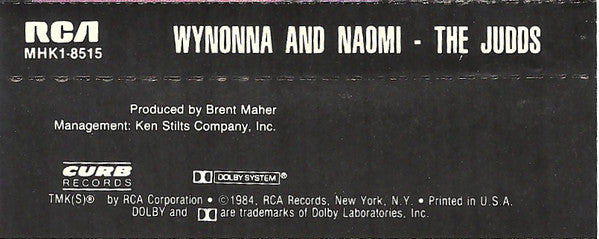 RCA
MHK1-8515
WYNONNA AND NAOMI - THE JUDDS
Produced by Brent Maher
Management: Ken Stilts Company, Inc.
CURB
RECORDS
DOLBY SYSTEM®
TMK(S)® by RCA Corporation • ©1984, RCA Records, New York, N.Y. • Printed in U.S.A.
DOLBY and are trademarks of Dolby Laboratories, Inc.